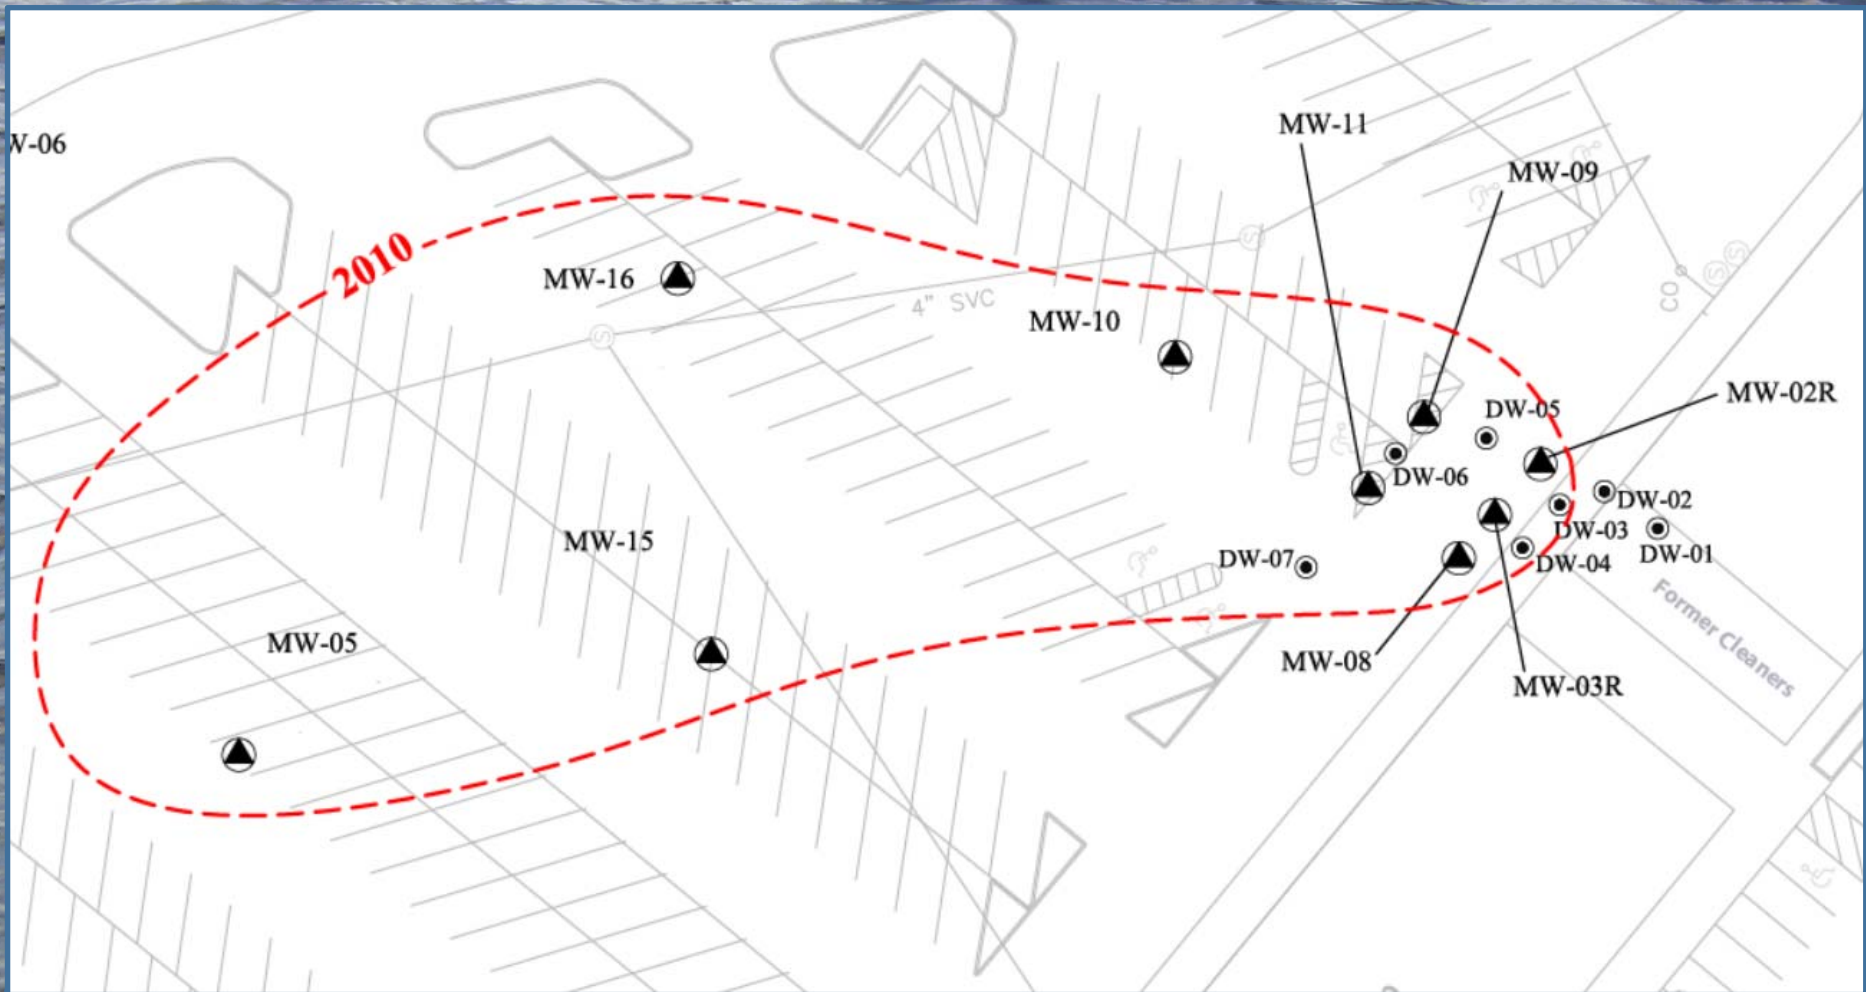 MW-11
MW-09
W-06
2010
MW-16
4" SVC
MW-10
CO
S
S
S
S
MW-02R
DW-05
DW-06
DW-02
DW-03
DW-01
MW-15
DW-07
DW-04
Former Cleaners
MW-05
MW-08
MW-03R